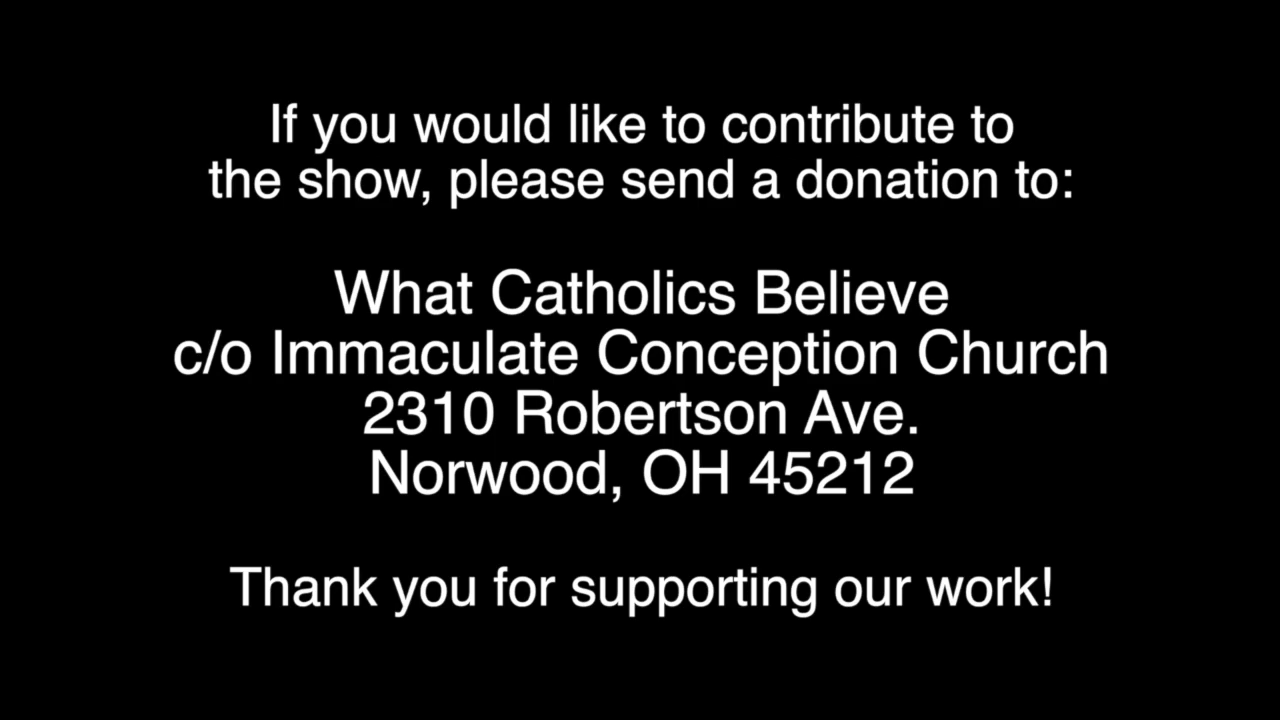 If you would like to contribute to
the show, please send a donation to:
What Catholics Believe
c/o Immaculate Conception Church
2310 Robertson Ave.
Norwood, OH 45212
Thank you for supporting our work!